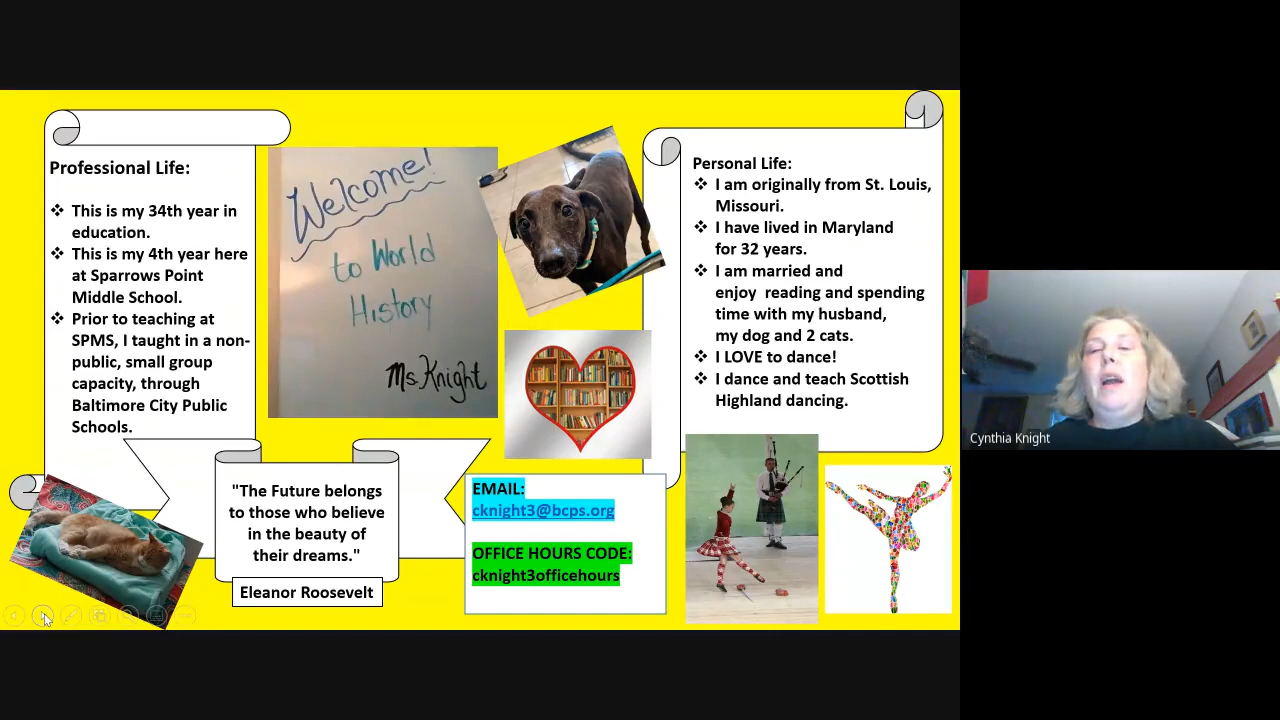 Professional Life:
❖ This is my 34th year in
education.
❖ This is my 4th year here
at Sparrows Point
Middle School.
❖ Prior to teaching at
SPMS, I taught in a non-
public, small group
capacity, through
Baltimore City Public
Schools.
Welcome!
to World
History
Ms. Knight
Personal Life:
❖ I am originally from St. Louis,
Missouri.
❖ I have lived in Maryland
for 32 years.
❖ I am married and
enjoy reading and spending
time with my husband,
my dog and 2 cats.
❖ I LOVE to dance!
❖ I dance and teach Scottish
Highland dancing.
"The Future belongs
to those who believe
in the beauty of
their dreams."
Eleanor Roosevelt
EMAIL:
cknight3@bcps.org
OFFICE HOURS CODE:
cknight3officehours
Cynthia Knight